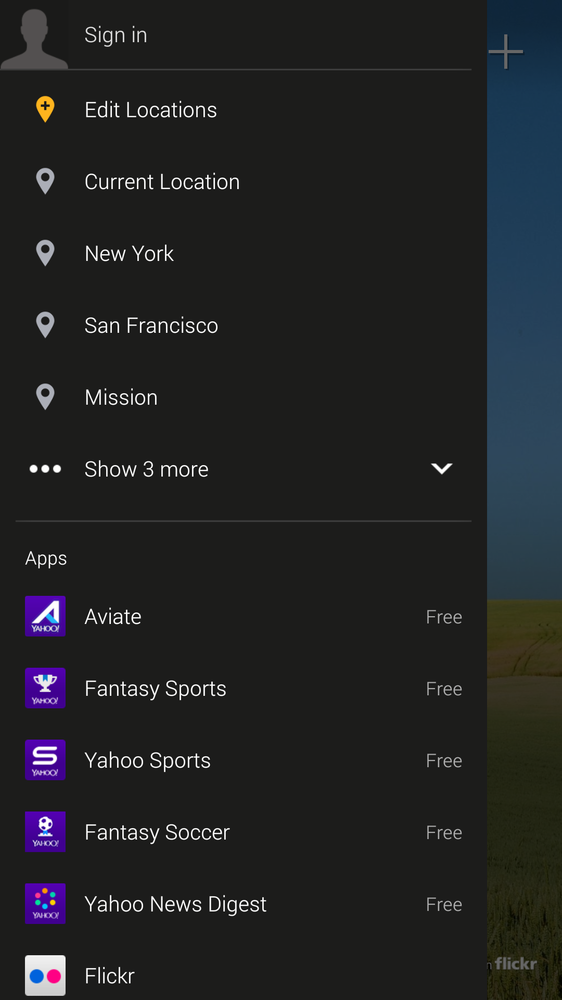 Sign in
Edit Locations
Current Location
New York
San Francisco
Mission
Show 3 more
Apps
YAHOO!
Aviate
Free
YAHOO!
Fantasy Sports
Free
YAHOO!
Yahoo Sports
Free
YAHOO!
Fantasy Soccer
Free
YAHOO!
Yahoo News Digest
Free
n flickr
Flickr